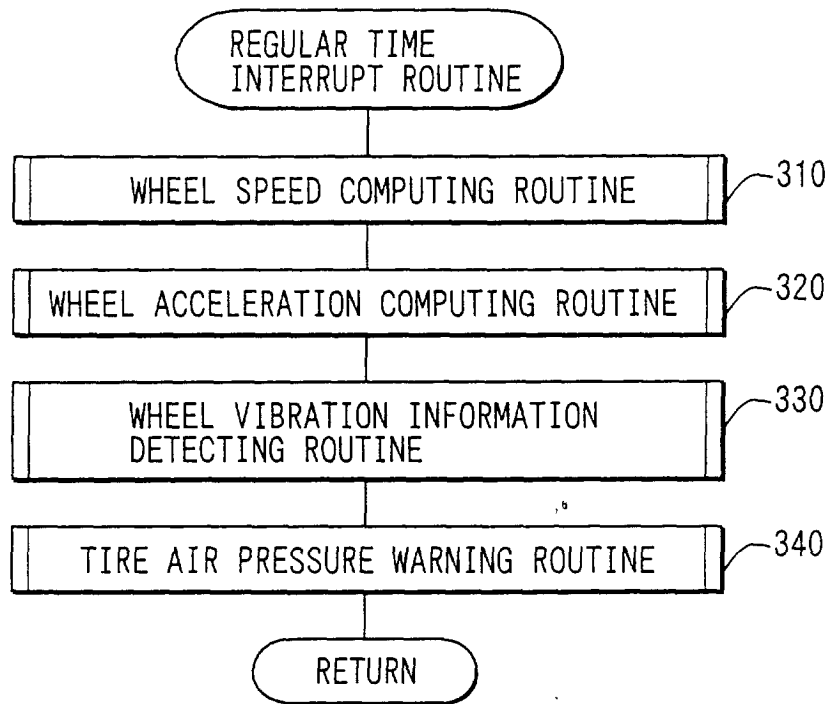 REGULAR TIME
INTERRUPT ROUTINE
WHEEL SPEED COMPUTING ROUTINE
310
WHEEL ACCELERATION COMPUTING ROUTINE
320
WHEEL VIBRATION INFORMATION
DETECTING ROUTINE
330
TIRE AIR PRESSURE WARNING ROUTINE
340
RETURN